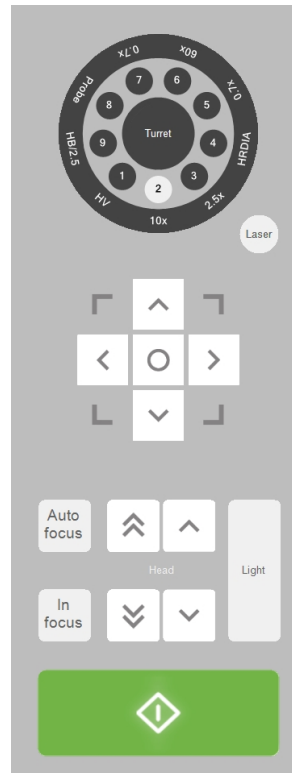 0.7x
60x
Probe
0.7x
7
6
8
5
Turret
HB/2.5
9
4
HRDIA
1
2
3
HV
10x
2.5x
Laser
Auto
focus
Head
Light
In
focus